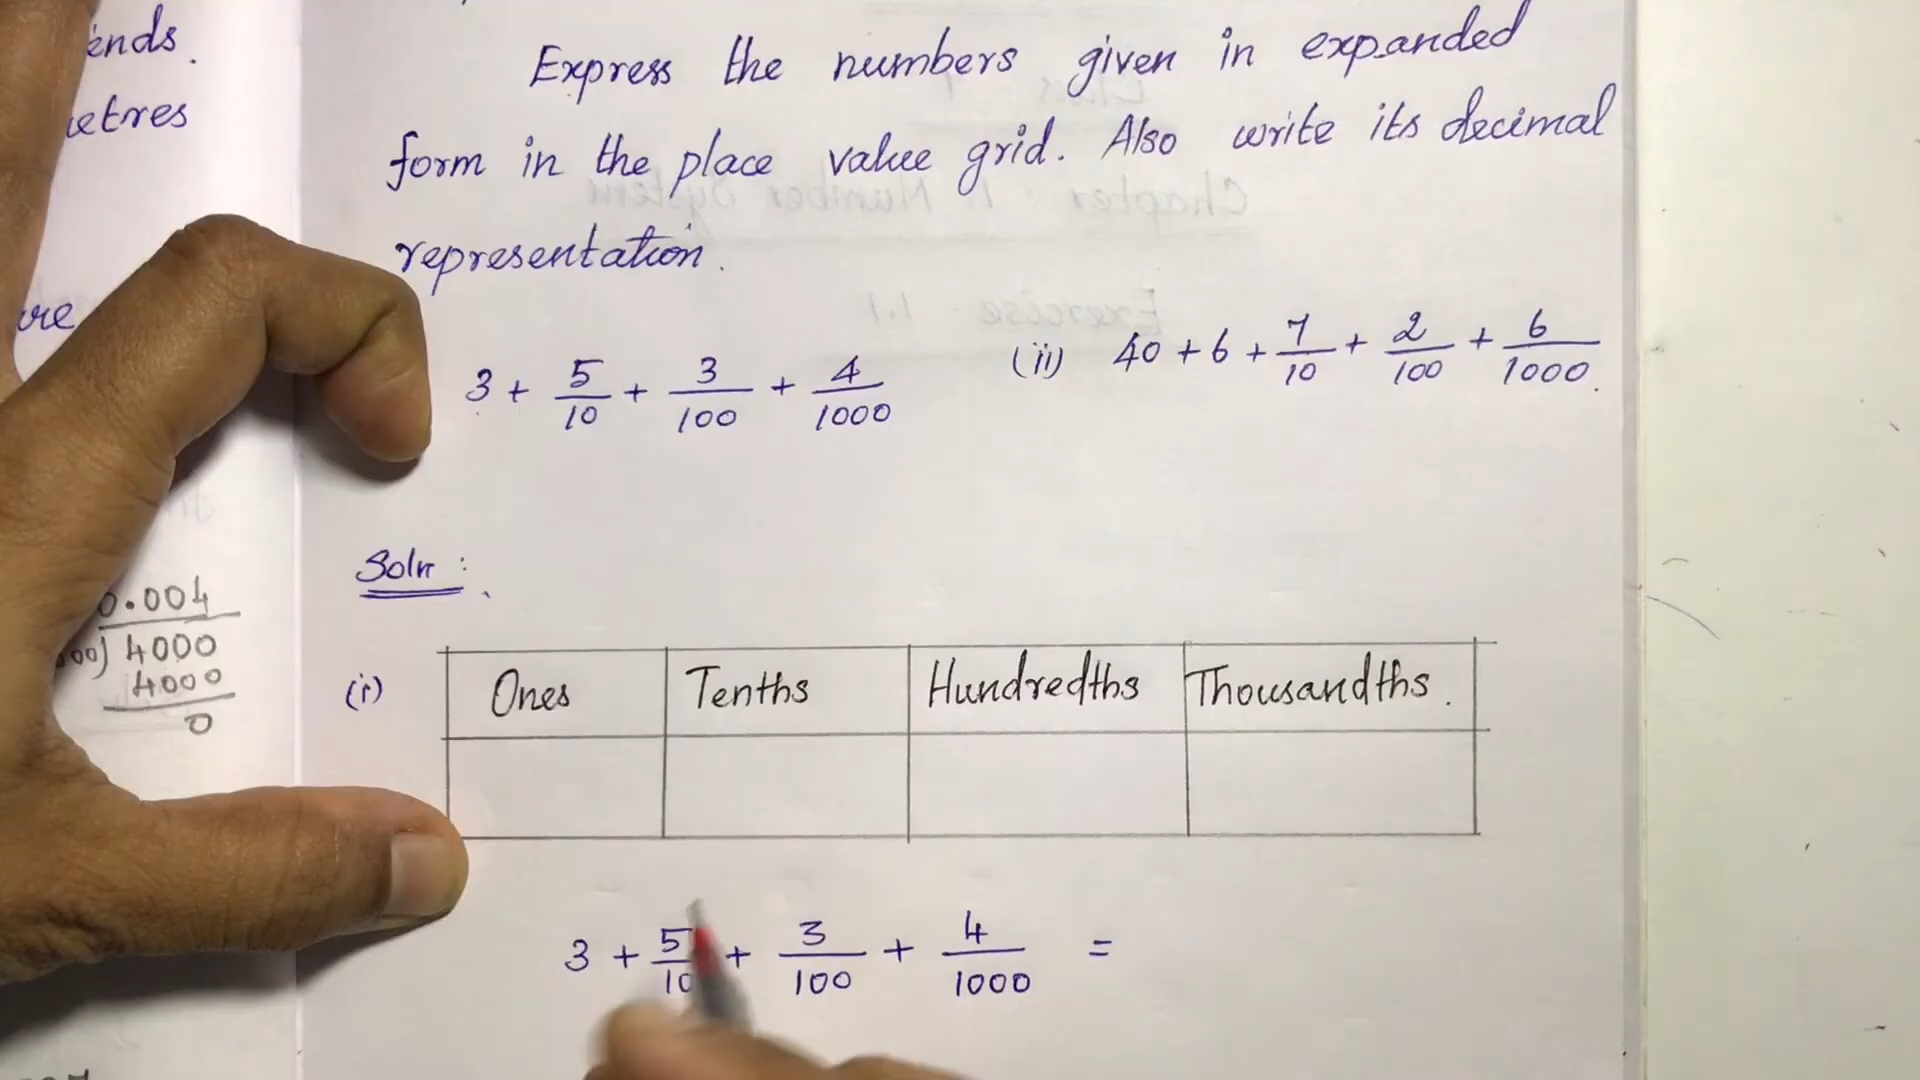 ends.
Express the numbers given in expanded
etres
form in the place value grid. Also write its decimal
representation.
3 + 5/10 + 3/100 + 4/1000 (ii) 40 + 6 + 7/10 + 2/100 + 6/1000.
Soln :
0.004
4000
4000
0
(i) Ones Tenths Hundredths Thousandths.
3 + 5/10 + 3/100 + 4/1000 =